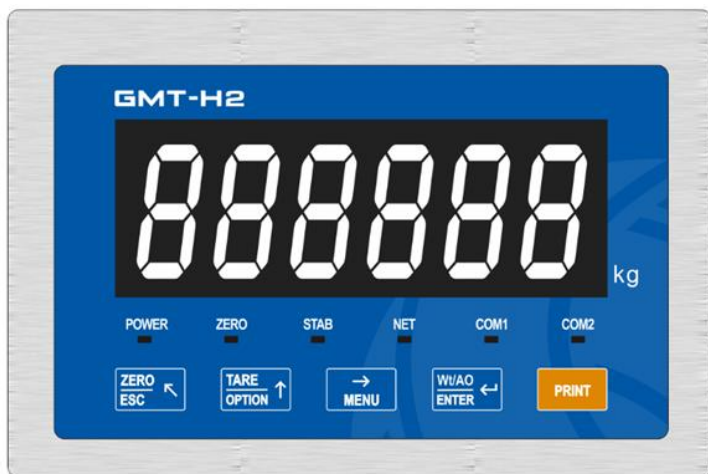 GMT-H2
888888
kg
POWER ZERO STAB NET COM1 COM2
ZERO TARE → Wt/AO PRINT
ESC ↖ OPTION ↑ MENU ENTER ↵